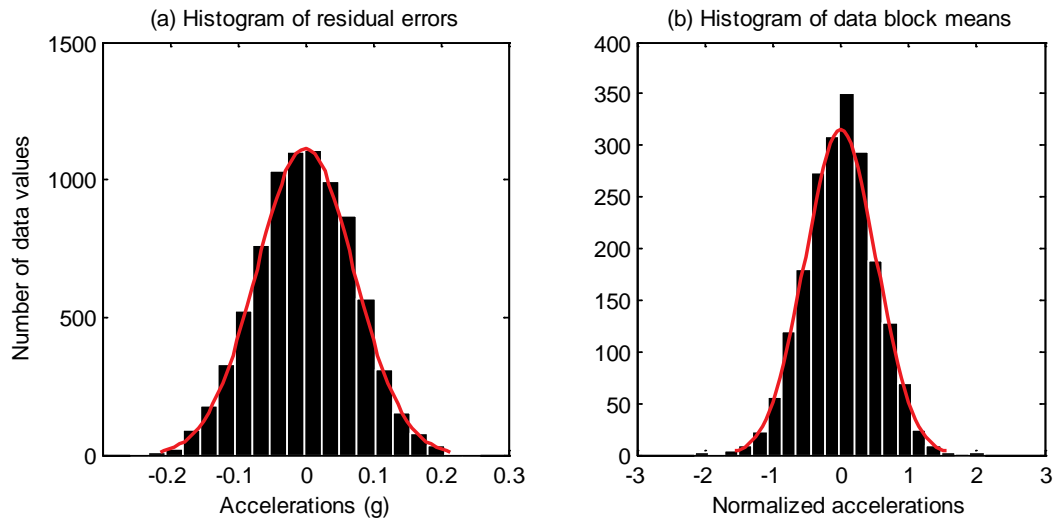 (a) Histogram of residual errors
1500
1000
500
0
-0.2 -0.1 0 0.1 0.2 0.3
Number of data values
Accelerations (g)
(b) Histogram of data block means
400
350
300
250
200
150
100
50
0
-3 -2 -1 0 1 2 3
Normalized accelerations